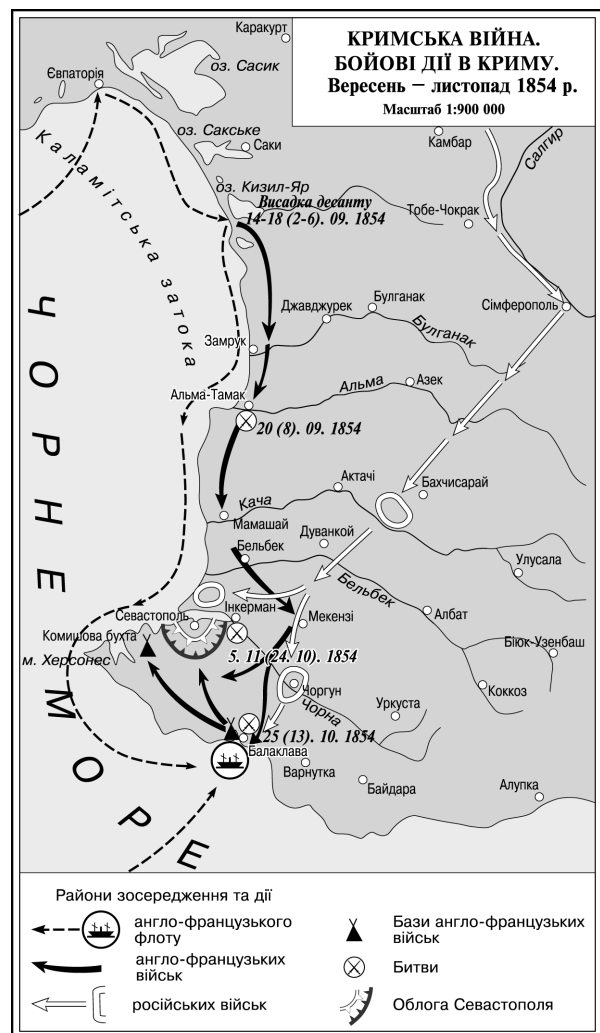 КРИМСЬКА ВІЙНА.
БОЙОВІ ДІЇ В КРИМУ.
Вересень – листопад 1854 р.
Масштаб 1:900 000
Каракурт
оз. Сасик
Євпаторія
оз. Сакське
Саки
Камбар
Салгир
Каламітська затока
оз. Кизил-Яр
Висадка десанту
14-18 (2-6). 09. 1854
Тобе-Чокрак
Джавджурек
Булганак
Сімферополь
Булганак
Замрук
Альма
Азек
Альма-Тамак
20 (8). 09. 1854
ЧОРНЕ МОРЕ
Актачі
Бахчисарай
Кача
Мамашай
Дуванкой
Бельбек
Улусала
Бельбек
Севастополь
Інкерман
Мекензі
Албат
Комишова бухта
м. Херсонес
5. 11 (24. 10). 1854
Біюк-Узенбаш
Чоргун
Коккоз
Чорна
Уркуста
25 (13). 10. 1854
Балаклава
Варнутка
Байдара
Алупка
Райони зосередження та дії
англо-французького
флоту
англо-французьких
військ
російських військ
Бази англо-французьких
військ
Битви
Облога Севастополя